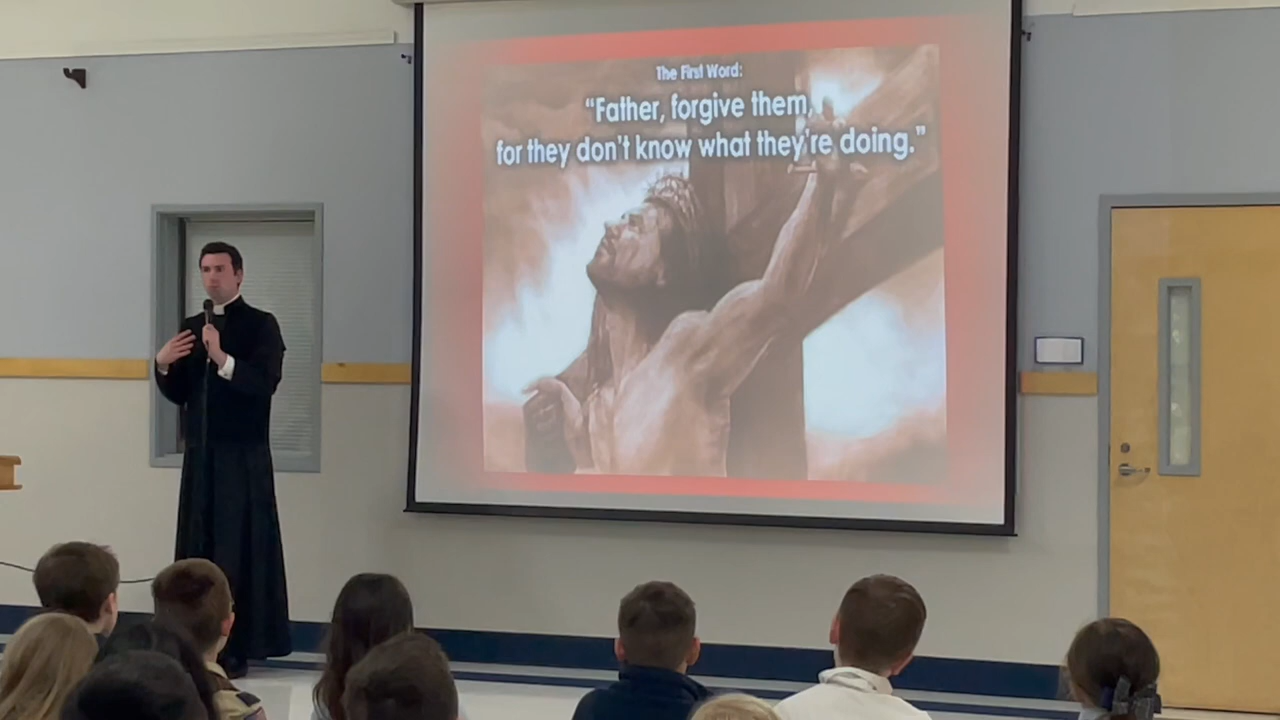 The First Word:
“Father, forgive them,
for they don't know what they're doing.”